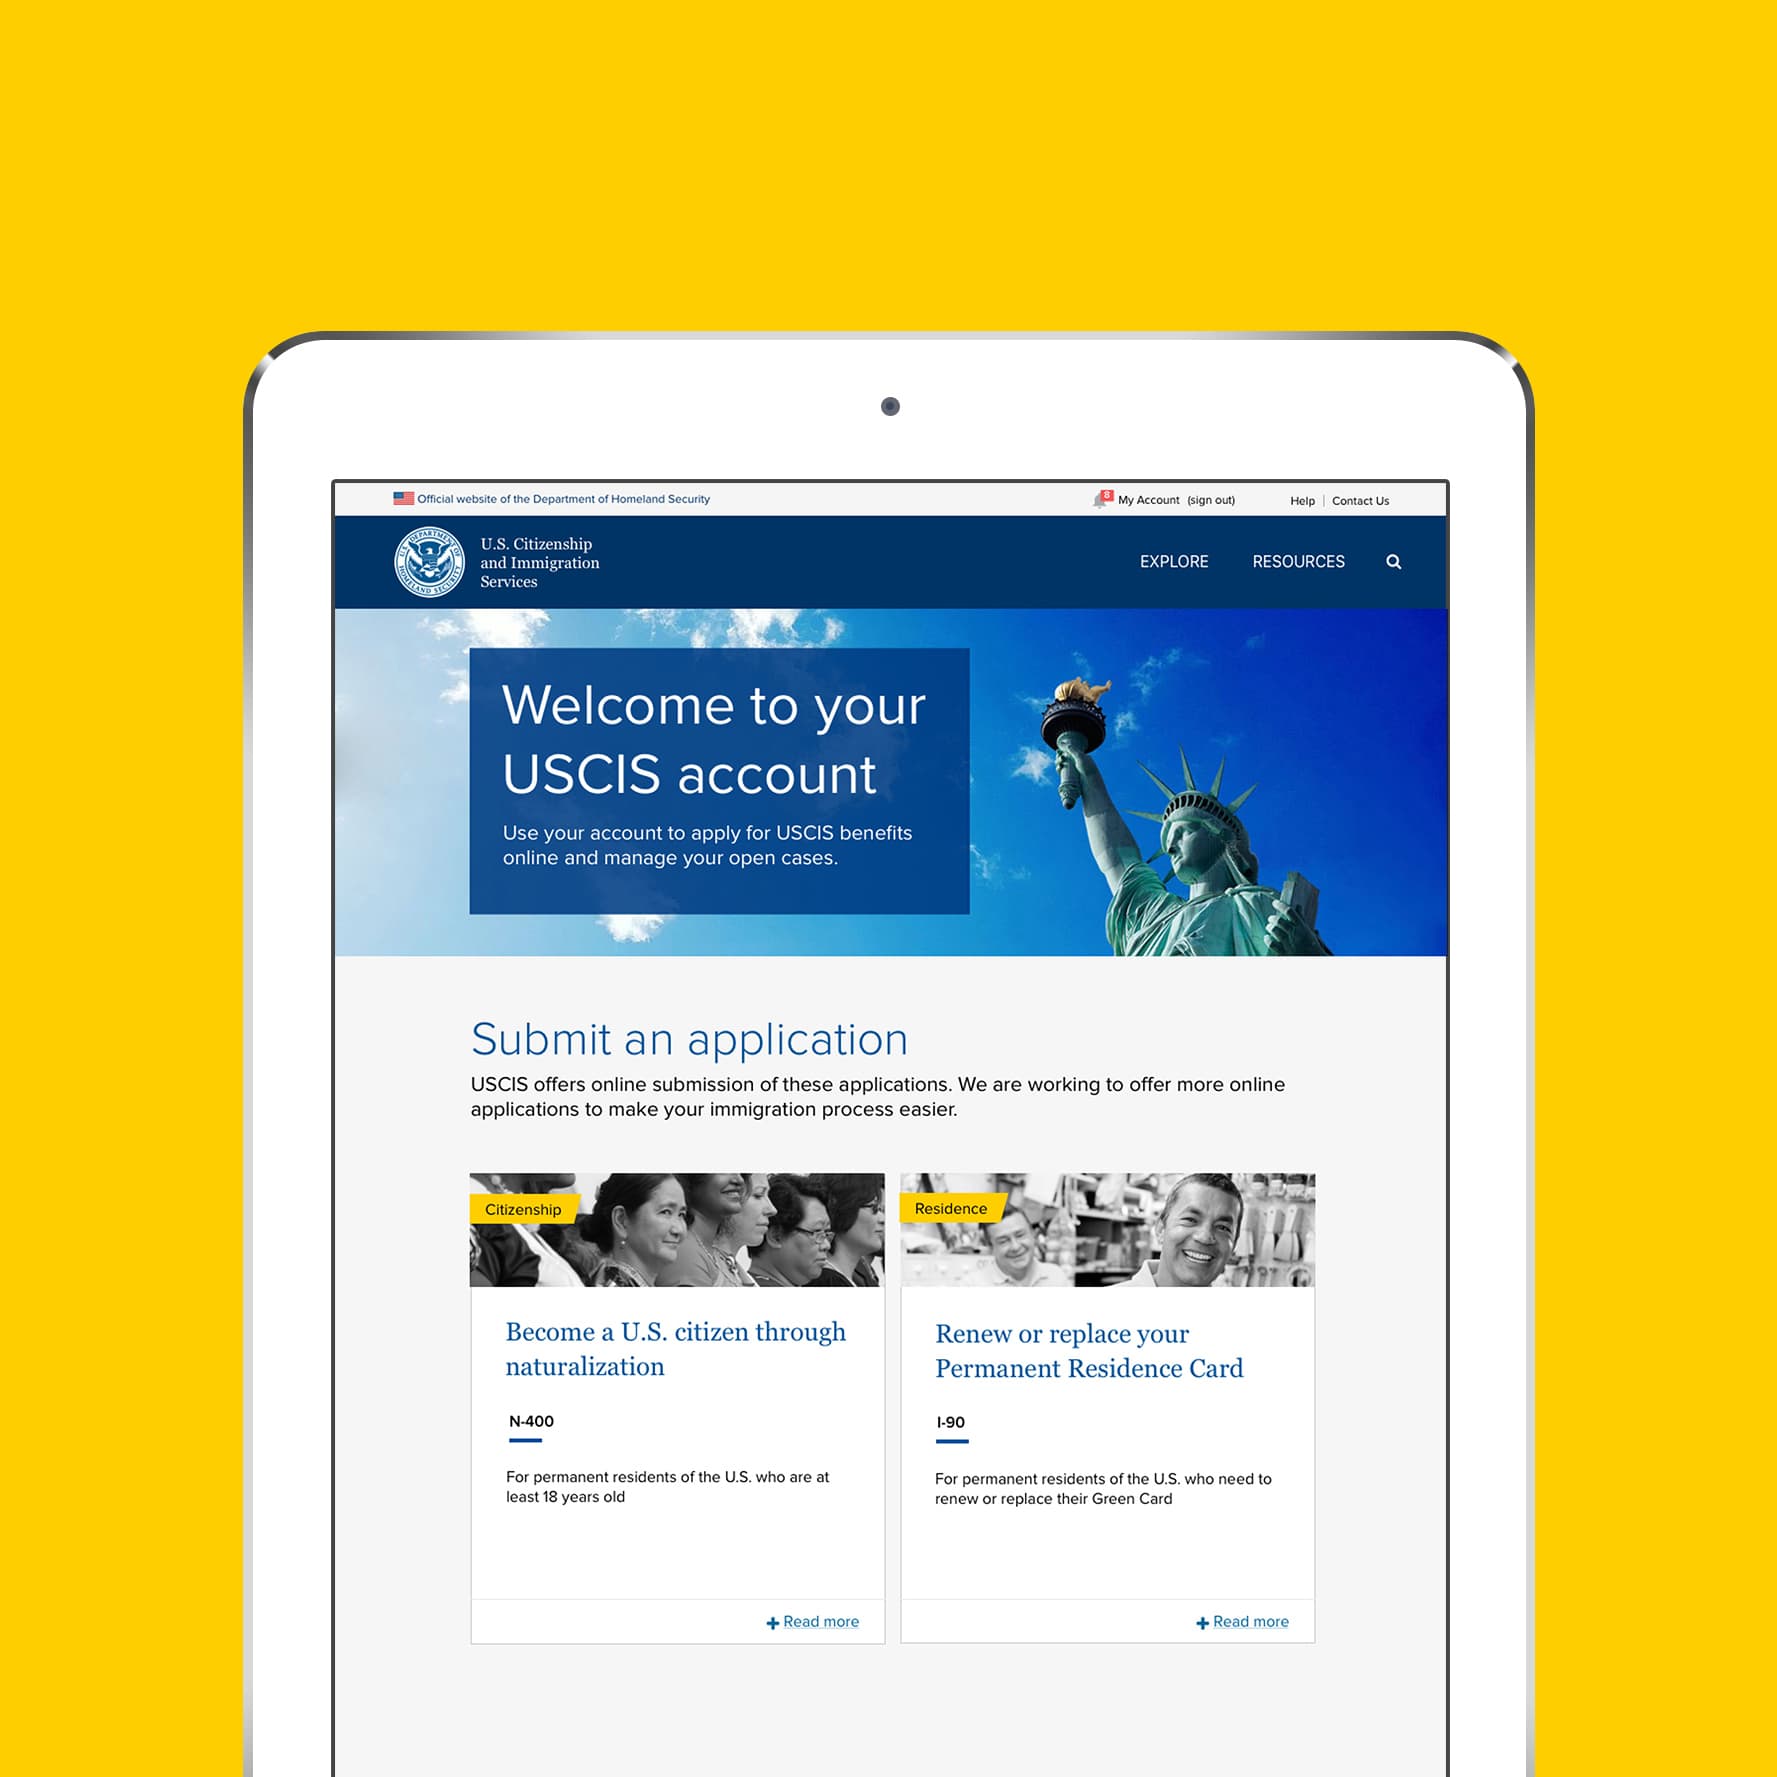 Official website of the Department of Homeland Security
8
My Account (sign out)
Help | Contact Us
U.S. DEPARTMENT OF HOMELAND SECURITY
U.S. Citizenship
and Immigration
Services
EXPLORE
RESOURCES
Welcome to your
USCIS account
Use your account to apply for USCIS benefits
online and manage your open cases.
Submit an application
USCIS offers online submission of these applications. We are working to offer more online
applications to make your immigration process easier.
Citizenship
Become a U.S. citizen through
naturalization
N-400
For permanent residents of the U.S. who are at
least 18 years old
Read more
Residence
Renew or replace your
Permanent Residence Card
I-90
For permanent residents of the U.S. who need to
renew or replace their Green Card
Read more